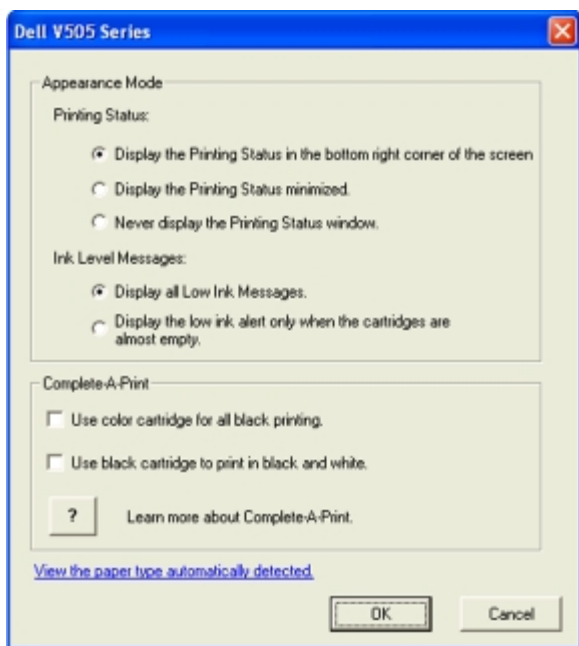 Dell V505 Series
Appearance Mode
Printing Status:
Display the Printing Status in the bottom right corner of the screen
Display the Printing Status minimized.
Never display the Printing Status window.
Ink Level Messages:
Display all Low Ink Messages.
Display the low ink alert only when the cartridges are
almost empty.
Complete-A-Print
Use color cartridge for all black printing.
Use black cartridge to print in black and white.
? Learn more about Complete-A-Print.
View the paper type automatically detected.
OK Cancel